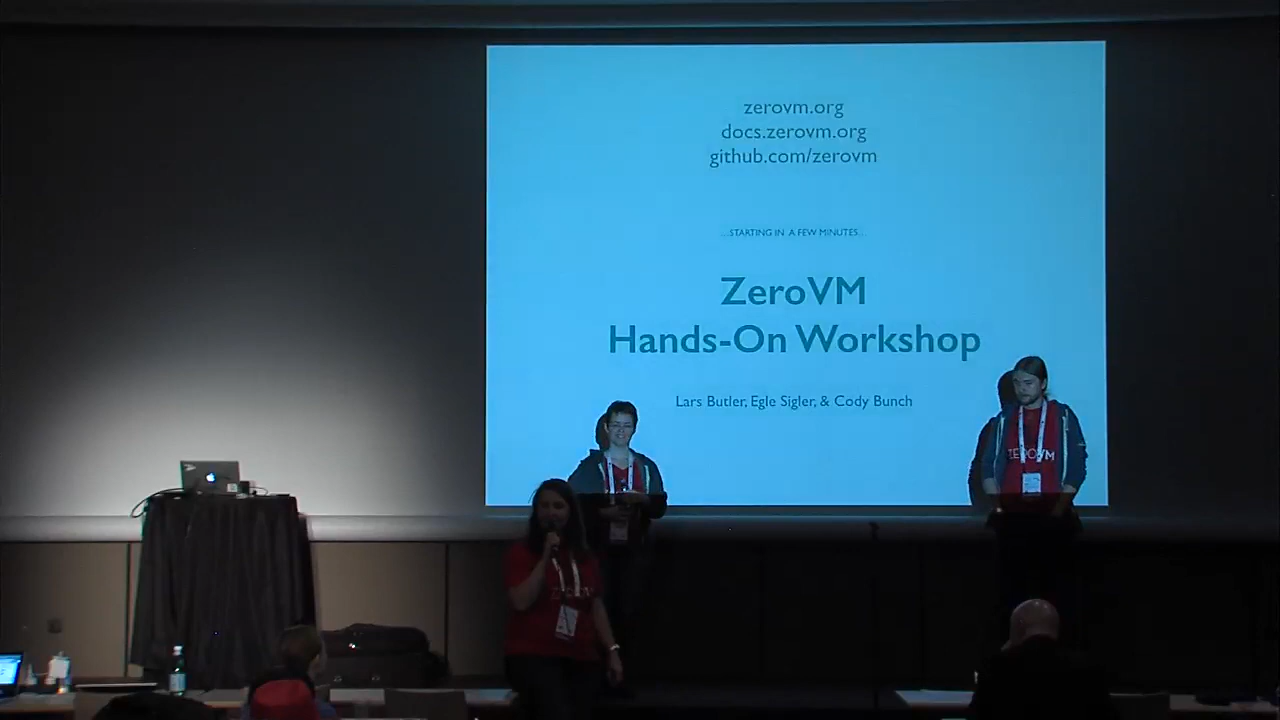 zerovm.org
docs.zerovm.org
github.com/zerovm
...STARTING IN A FEW MINUTES...
ZeroVM
Hands-On Workshop
Lars Butler, Egle Sigler, & Cody Bunch
ZEROVM
ZEROVM